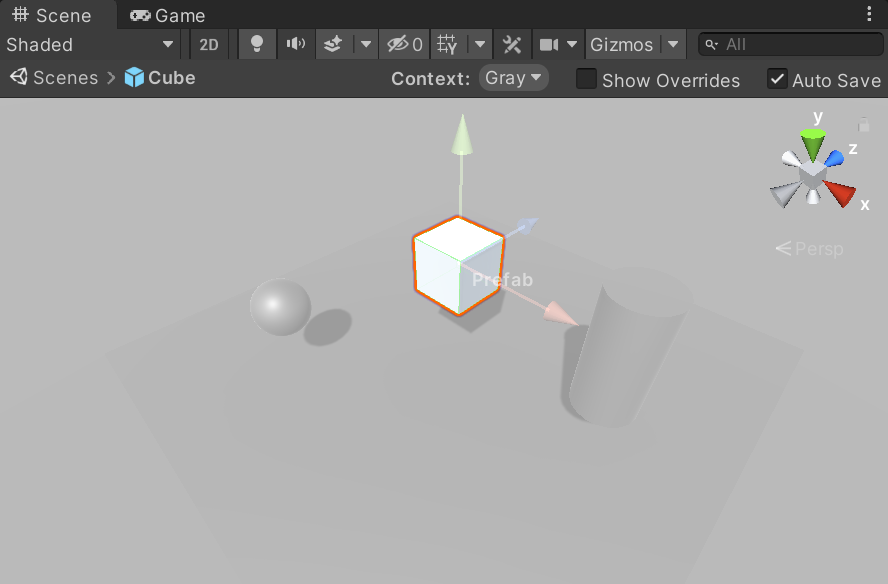 Scene Game
Shaded 2D 0 Gizmos All
Scenes Cube Context: Gray Show Overrides Auto Save
y
z
x
Persp
Prefab